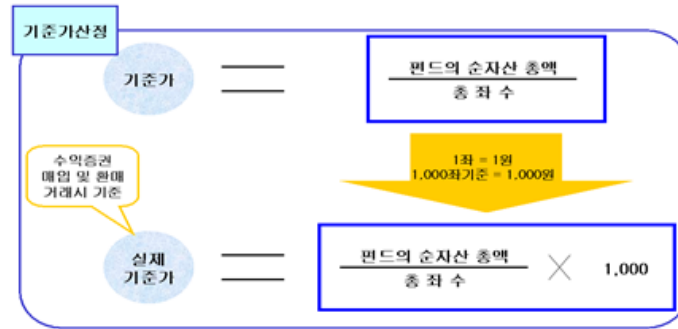 기준가산정
기준가
펀드의 순자산 총액
총 좌 수
1좌 = 1원
1,000좌기준 = 1,000원
수익증권
매입 및 환매
거래시 기준
실제
기준가
펀드의 순자산 총액
총 좌 수
1,000